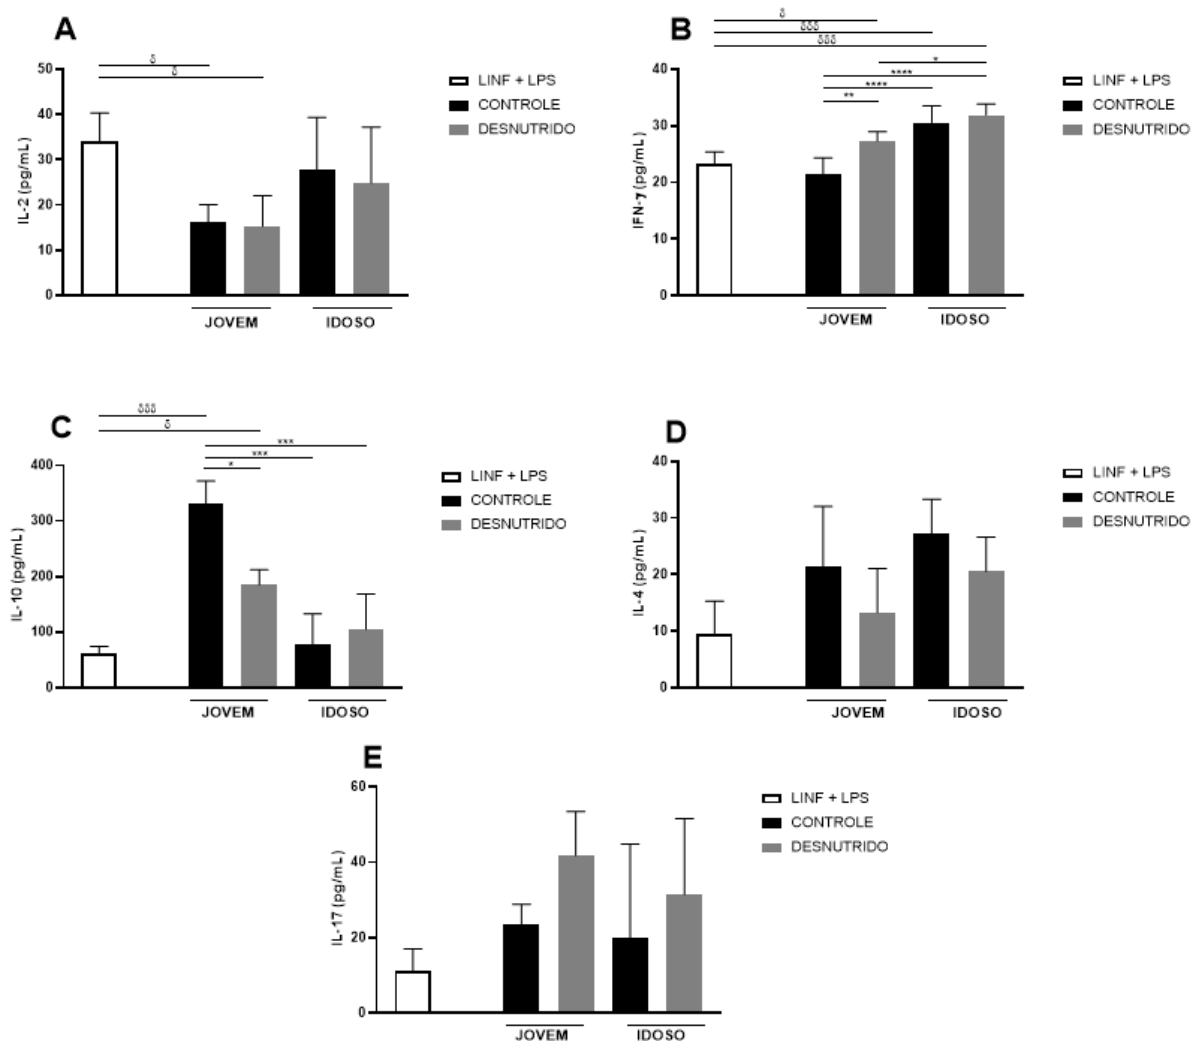 A
δ
δ
50
40
30
20
10
0
IL-2 (pg/mL)
JOVEM
IDOSO
LINF + LPS
CONTROLE
DESNUTRIDO
B
δ
δδδ
δδδ
*
****
****
**
40
30
20
10
0
IFN-γ (pg/mL)
JOVEM
IDOSO
LINF + LPS
CONTROLE
DESNUTRIDO
C
δδδ
δ
***
***
*
400
300
200
100
0
IL-10 (pg/mL)
JOVEM
IDOSO
LINF + LPS
CONTROLE
DESNUTRIDO
D
40
30
20
10
0
IL-4 (pg/mL)
JOVEM
IDOSO
LINF + LPS
CONTROLE
DESNUTRIDO
E
60
40
20
0
IL-17 (pg/mL)
JOVEM
IDOSO
LINF + LPS
CONTROLE
DESNUTRIDO